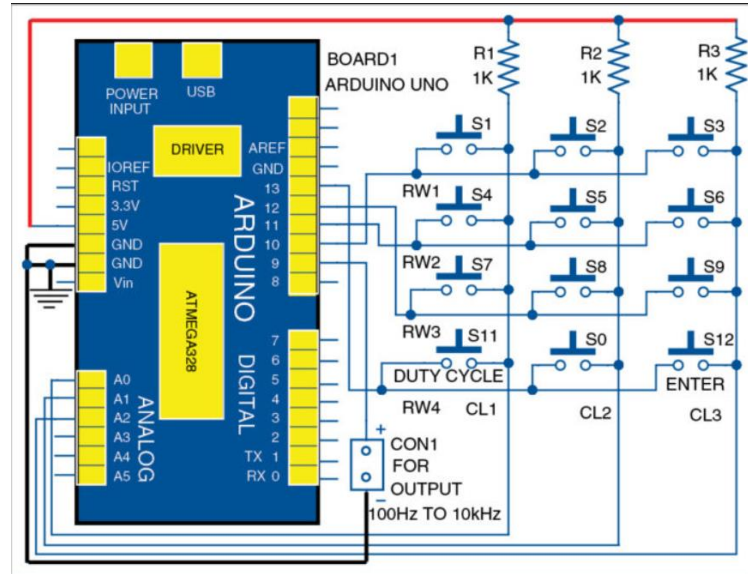 BOARD1
ARDUINO UNO
POWER
INPUT
USB
DRIVER
ARDUINO
DIGITAL
ANALOG
ATMEGA328
IOREF
RST
3.3V
5V
GND
GND
Vin
A0
A1
A2
A3
A4
A5
AREF
GND
13
12
11
10
9
8
7
6
5
4
3
2
TX 1
RX 0
R1
1K
R2
1K
R3
1K
S1
S2
S3
RW1
S4
S5
S6
RW2
S7
S8
S9
RW3
S11
S0
S12
DUTY CYCLE
ENTER
RW4
CL1
CL2
CL3
+
CON1
FOR
OUTPUT
−
100Hz TO 10kHz